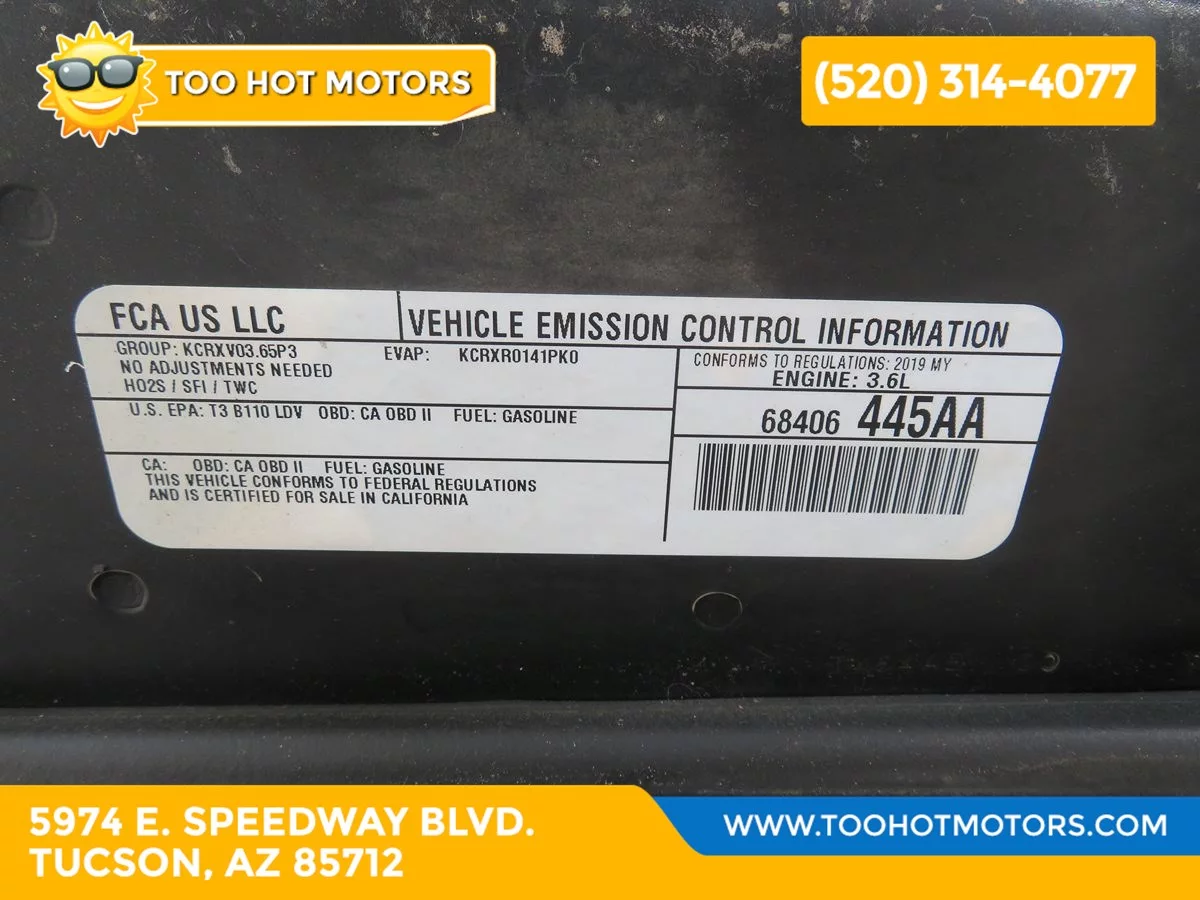 TOO HOT MOTORS
(520) 314-4077
FCA US LLC
VEHICLE EMISSION CONTROL INFORMATION
GROUP: KCRXV03.65P3 EVAP: KCRXR0141PK0
NO ADJUSTMENTS NEEDED
HO2S / SFI / TWC
CONFORMS TO REGULATIONS: 2019 MY
ENGINE: 3.6L
U.S. EPA: T3 B110 LDV OBD: CA OBD II FUEL: GASOLINE
68406 445AA
CA: OBD: CA OBD II FUEL: GASOLINE
THIS VEHICLE CONFORMS TO FEDERAL REGULATIONS
AND IS CERTIFIED FOR SALE IN CALIFORNIA
5974 E. SPEEDWAY BLVD.
TUCSON, AZ 85712
WWW.TOOHOTMOTORS.COM